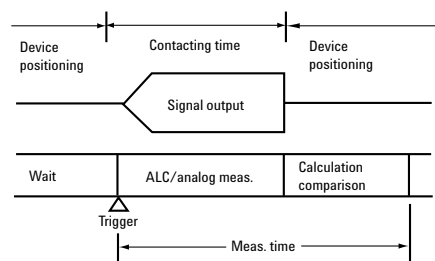 Device
positioning
Contacting time
Device
positioning
Signal output
Wait
ALC/analog meas.
Calculation
comparison
Trigger
Meas. time